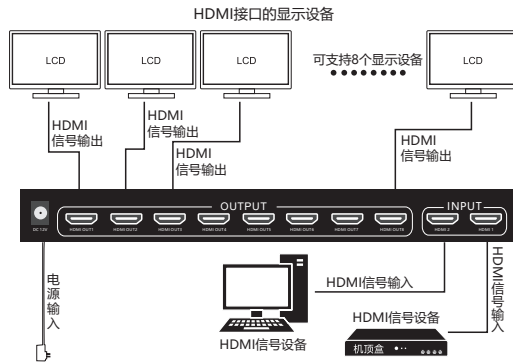 HDMI接口的显示设备
LCD
LCD
LCD
可支持8个显示设备
LCD
HDMI
信号输出
HDMI
信号输出
HDMI
信号输出
HDMI
信号输出
OUTPUT
INPUT
DC 12V
HDMI OUT1
HDMI OUT2
HDMI OUT3
HDMI OUT4
HDMI OUT5
HDMI OUT6
HDMI OUT7
HDMI OUT8
HDMI 2
HDMI 1
电源输入
HDMI信号输入
HDMI信号输入
HDMI信号设备
HDMI信号设备
机顶盒